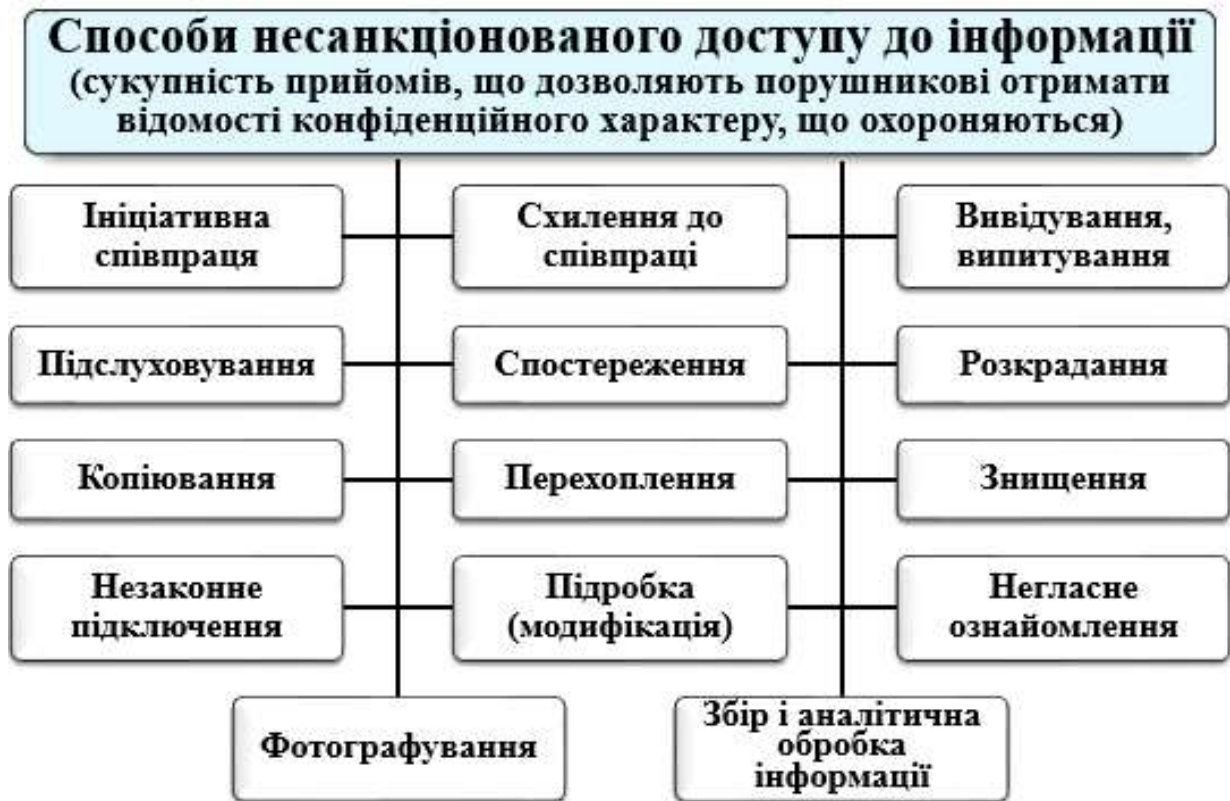 Способи несанкціонованого доступу до інформації
(сукупність прийомів, що дозволяють порушникові отримати
відомості конфіденційного характеру, що охороняються)
Ініціативна
співпраця
Схилення до
співпраці
Вивідування,
випитування
Підслуховування
Спостереження
Розкрадання
Копіювання
Перехоплення
Знищення
Незаконне
підключення
Підробка
(модифікація)
Негласне
ознайомлення
Фотографування
Збір і аналітична
обробка
інформації